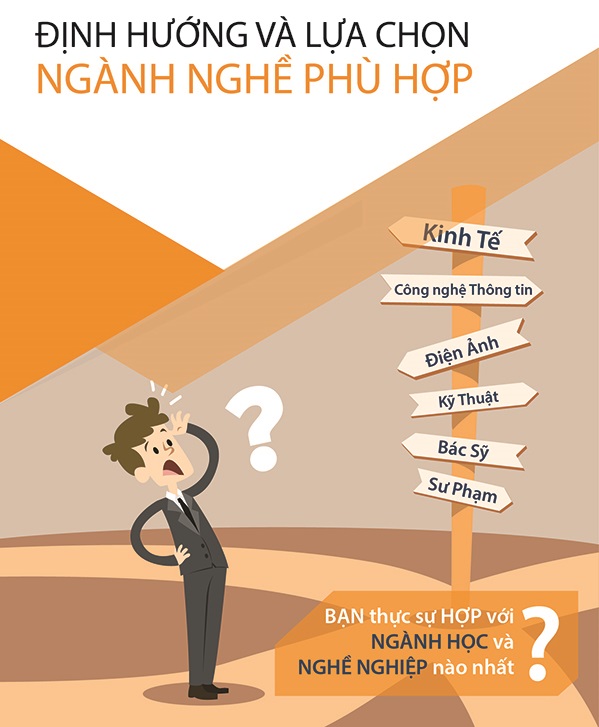 ĐỊNH HƯỚNG VÀ LỰA CHỌN
NGÀNH NGHỀ PHÙ HỢP
Kinh Tế
Công nghệ Thông tin
Điện Ảnh
Kỹ Thuật
Bác Sỹ
Sư Phạm
?
BẠN thực sự HỢP với
NGÀNH HỌC và
NGHỀ NGHIỆP nào nhất
?